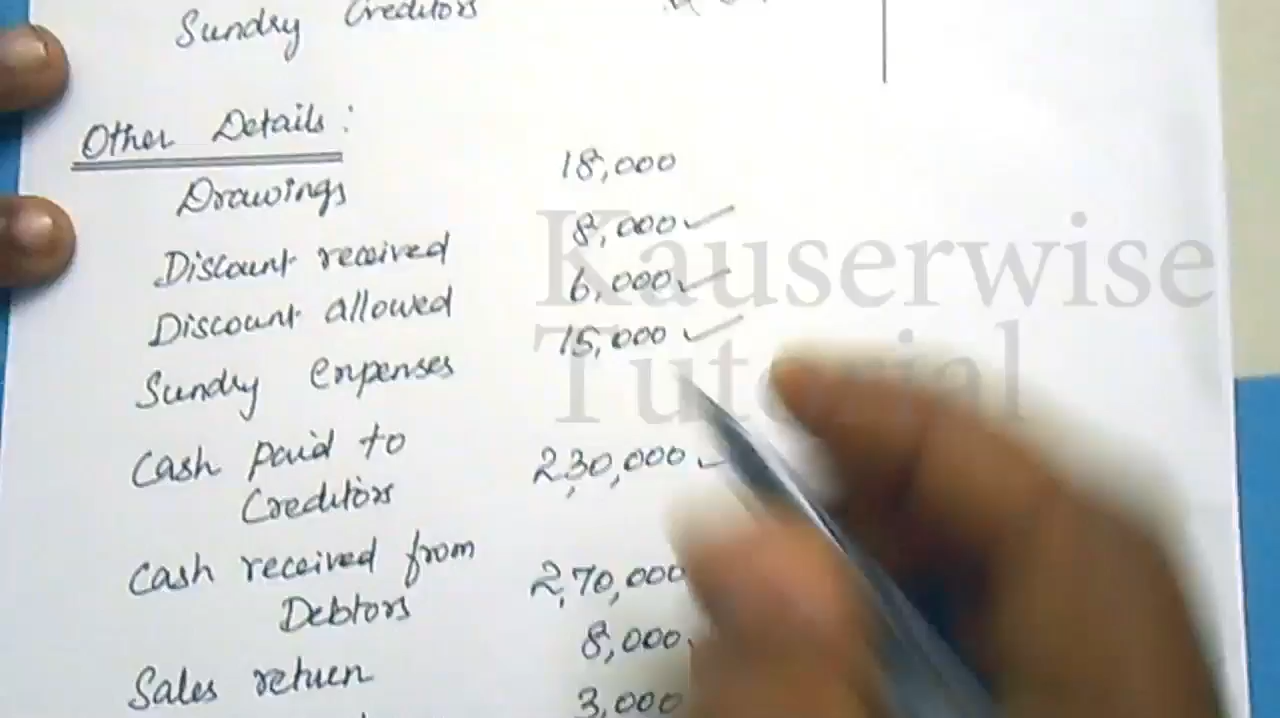 Sundry Creditors
Other Details :
Drawings 18,000
Discount received 8,000 ✓
Discount allowed 6,000 ✓
Sundry expenses 15,000 ✓
Cash paid to
Creditors 2,30,000 ✓
Cash received from
Debtors 2,70,000
Sales return 8,000
3,000
Kauserwise
Tutorial